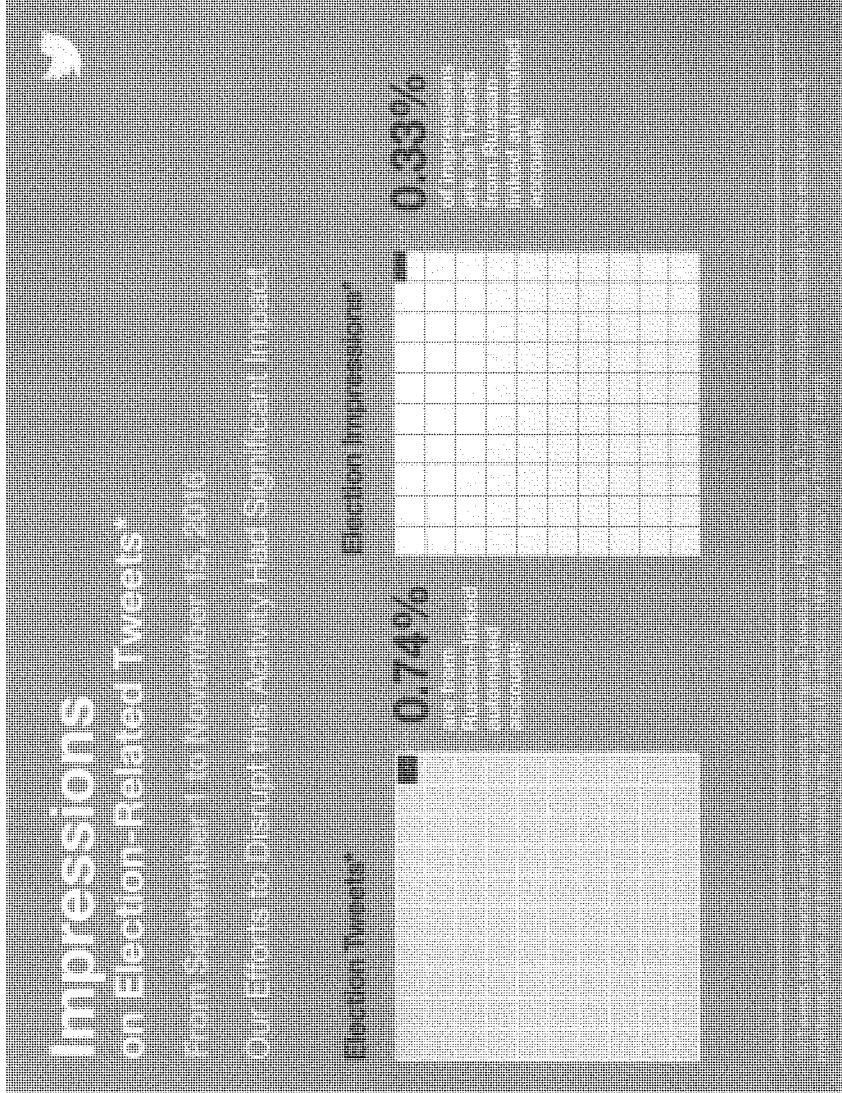 Impressions
on Election-Related Tweets*
From September 1 to November 15, 2016
Our Efforts to Disrupt this Activity Had Significant Impact
Election Tweets*
0.74%
are from
Russian-linked
automated
accounts
Election Impressions*
0.33%
of impressions
are on Tweets
from Russian-
linked automated
accounts